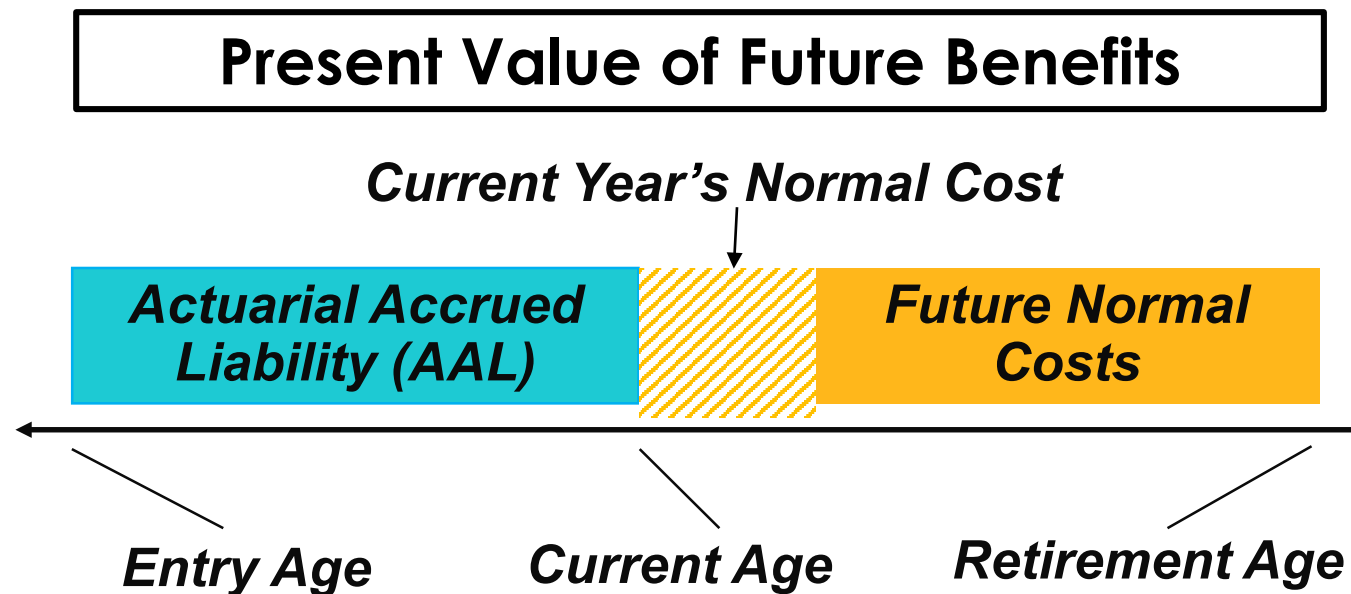 Present Value of Future Benefits
Current Year’s Normal Cost
Actuarial Accrued
Liability (AAL)
Future Normal
Costs
Entry Age
Current Age
Retirement Age